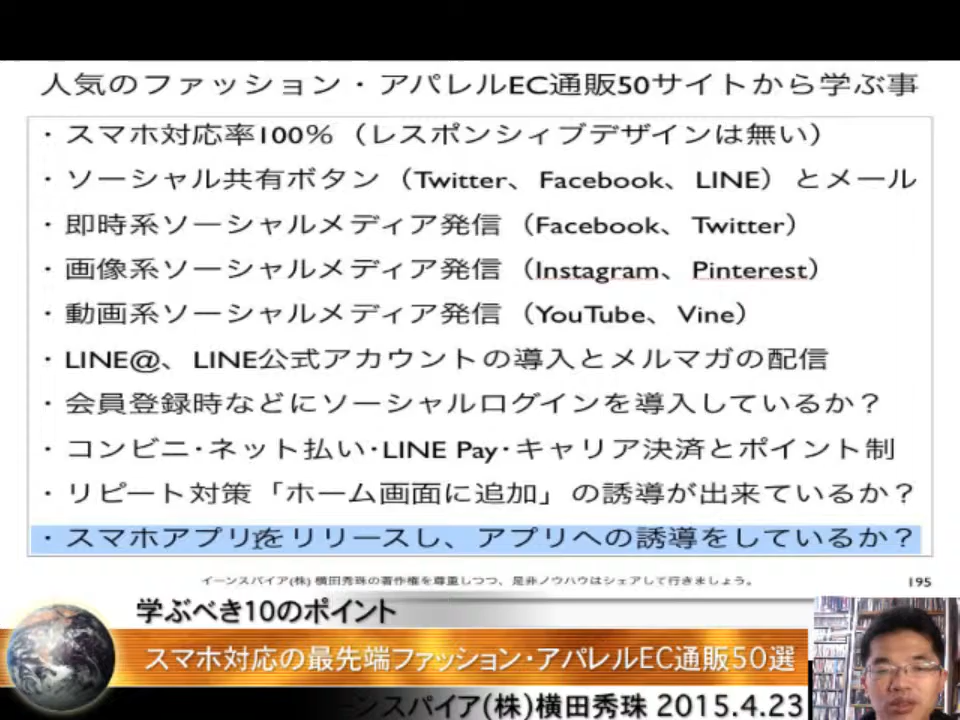 人気のファッション・アパレルEC通販50サイトから学ぶ事
・スマホ対応率100%（レスポンシィブデザインは無い）
・ソーシャル共有ボタン（Twitter、Facebook、LINE）とメール
・即時系ソーシャルメディア発信（Facebook、Twitter）
・画像系ソーシャルメディア発信（Instagram、Pinterest）
・動画系ソーシャルメディア発信（YouTube、Vine）
・LINE@、LINE公式アカウントの導入とメルマガの配信
・会員登録時などにソーシャルログインを導入しているか？
・コンビニ・ネット払い・LINE Pay・キャリア決済とポイント制
・リピート対策「ホーム画面に追加」の誘導が出来ているか？
・スマホアプリをリリースし、アプリへの誘導をしているか？
イーンスパイア(株) 横田秀珠の著作権を尊重しつつ、是非ノウハウはシェアして行きましょう。
195
学ぶべき10のポイント
スマホ対応の最先端ファッション・アパレルEC通販50選
イーンスパイア(株)横田秀珠 2015.4.23